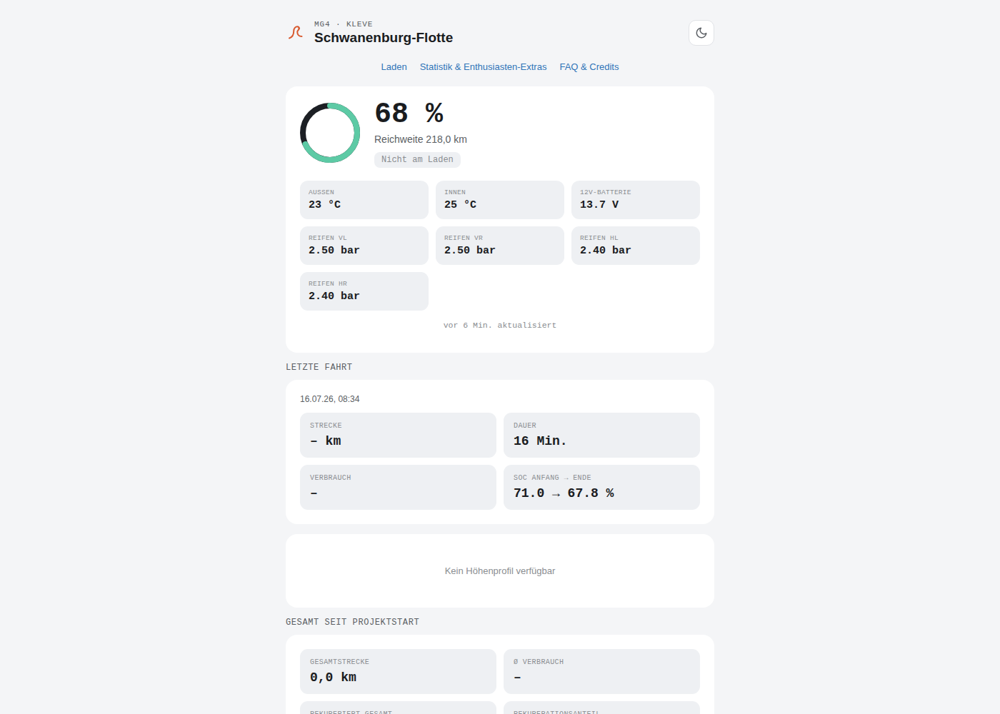 MG4 · KLEVE
Schwanenburg-Flotte
Laden Statistik & Enthusiasten-Extras FAQ & Credits
68 %
Reichweite 218,0 km
Nicht am Laden
AUSSEN INNEN 12V-BATTERIE
23 °C 25 °C 13.7 V
REIFEN VL REIFEN VR REIFEN HL
2.50 bar 2.50 bar 2.40 bar
REIFEN HR
2.40 bar
vor 6 Min. aktualisiert
LETZTE FAHRT
16.07.26, 08:34
STRECKE DAUER
– km 16 Min.
VERBRAUCH SOC ANFANG → ENDE
– 71.0 → 67.8 %
Kein Höhenprofil verfügbar
GESAMT SEIT PROJEKTSTART
GESAMTSTRECKE Ø VERBRAUCH
0,0 km –
REKUPERIERT GESAMT REKUPERATIONSANTEIL